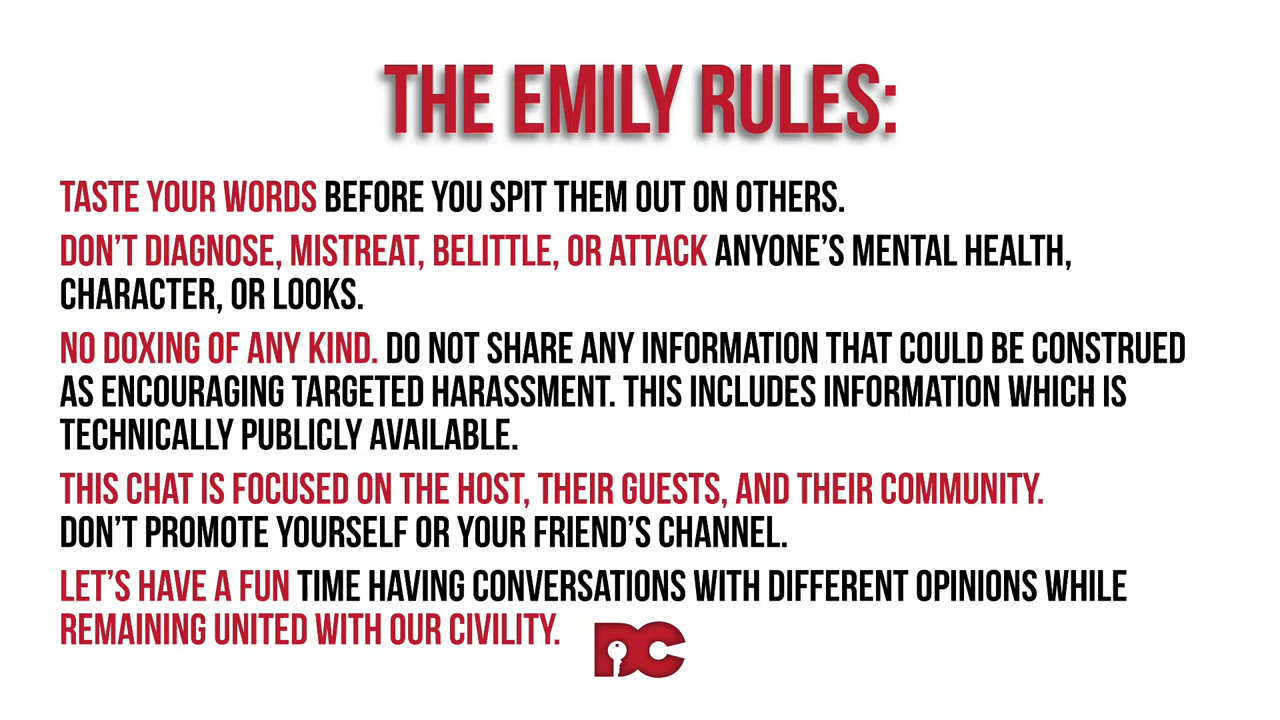 THE EMILY RULES:
TASTE YOUR WORDS BEFORE YOU SPIT THEM OUT ON OTHERS.
DON'T DIAGNOSE, MISTREAT, BELITTLE, OR ATTACK ANYONE'S MENTAL HEALTH,
CHARACTER, OR LOOKS.
NO DOXING OF ANY KIND. DO NOT SHARE ANY INFORMATION THAT COULD BE CONSTRUED
AS ENCOURAGING TARGETED HARASSMENT. THIS INCLUDES INFORMATION WHICH IS
TECHNICALLY PUBLICLY AVAILABLE.
THIS CHAT IS FOCUSED ON THE HOST, THEIR GUESTS, AND THEIR COMMUNITY.
DON'T PROMOTE YOURSELF OR YOUR FRIEND'S CHANNEL.
LET'S HAVE A FUN TIME HAVING CONVERSATIONS WITH DIFFERENT OPINIONS WHILE
REMAINING UNITED WITH OUR CIVILITY.
DC